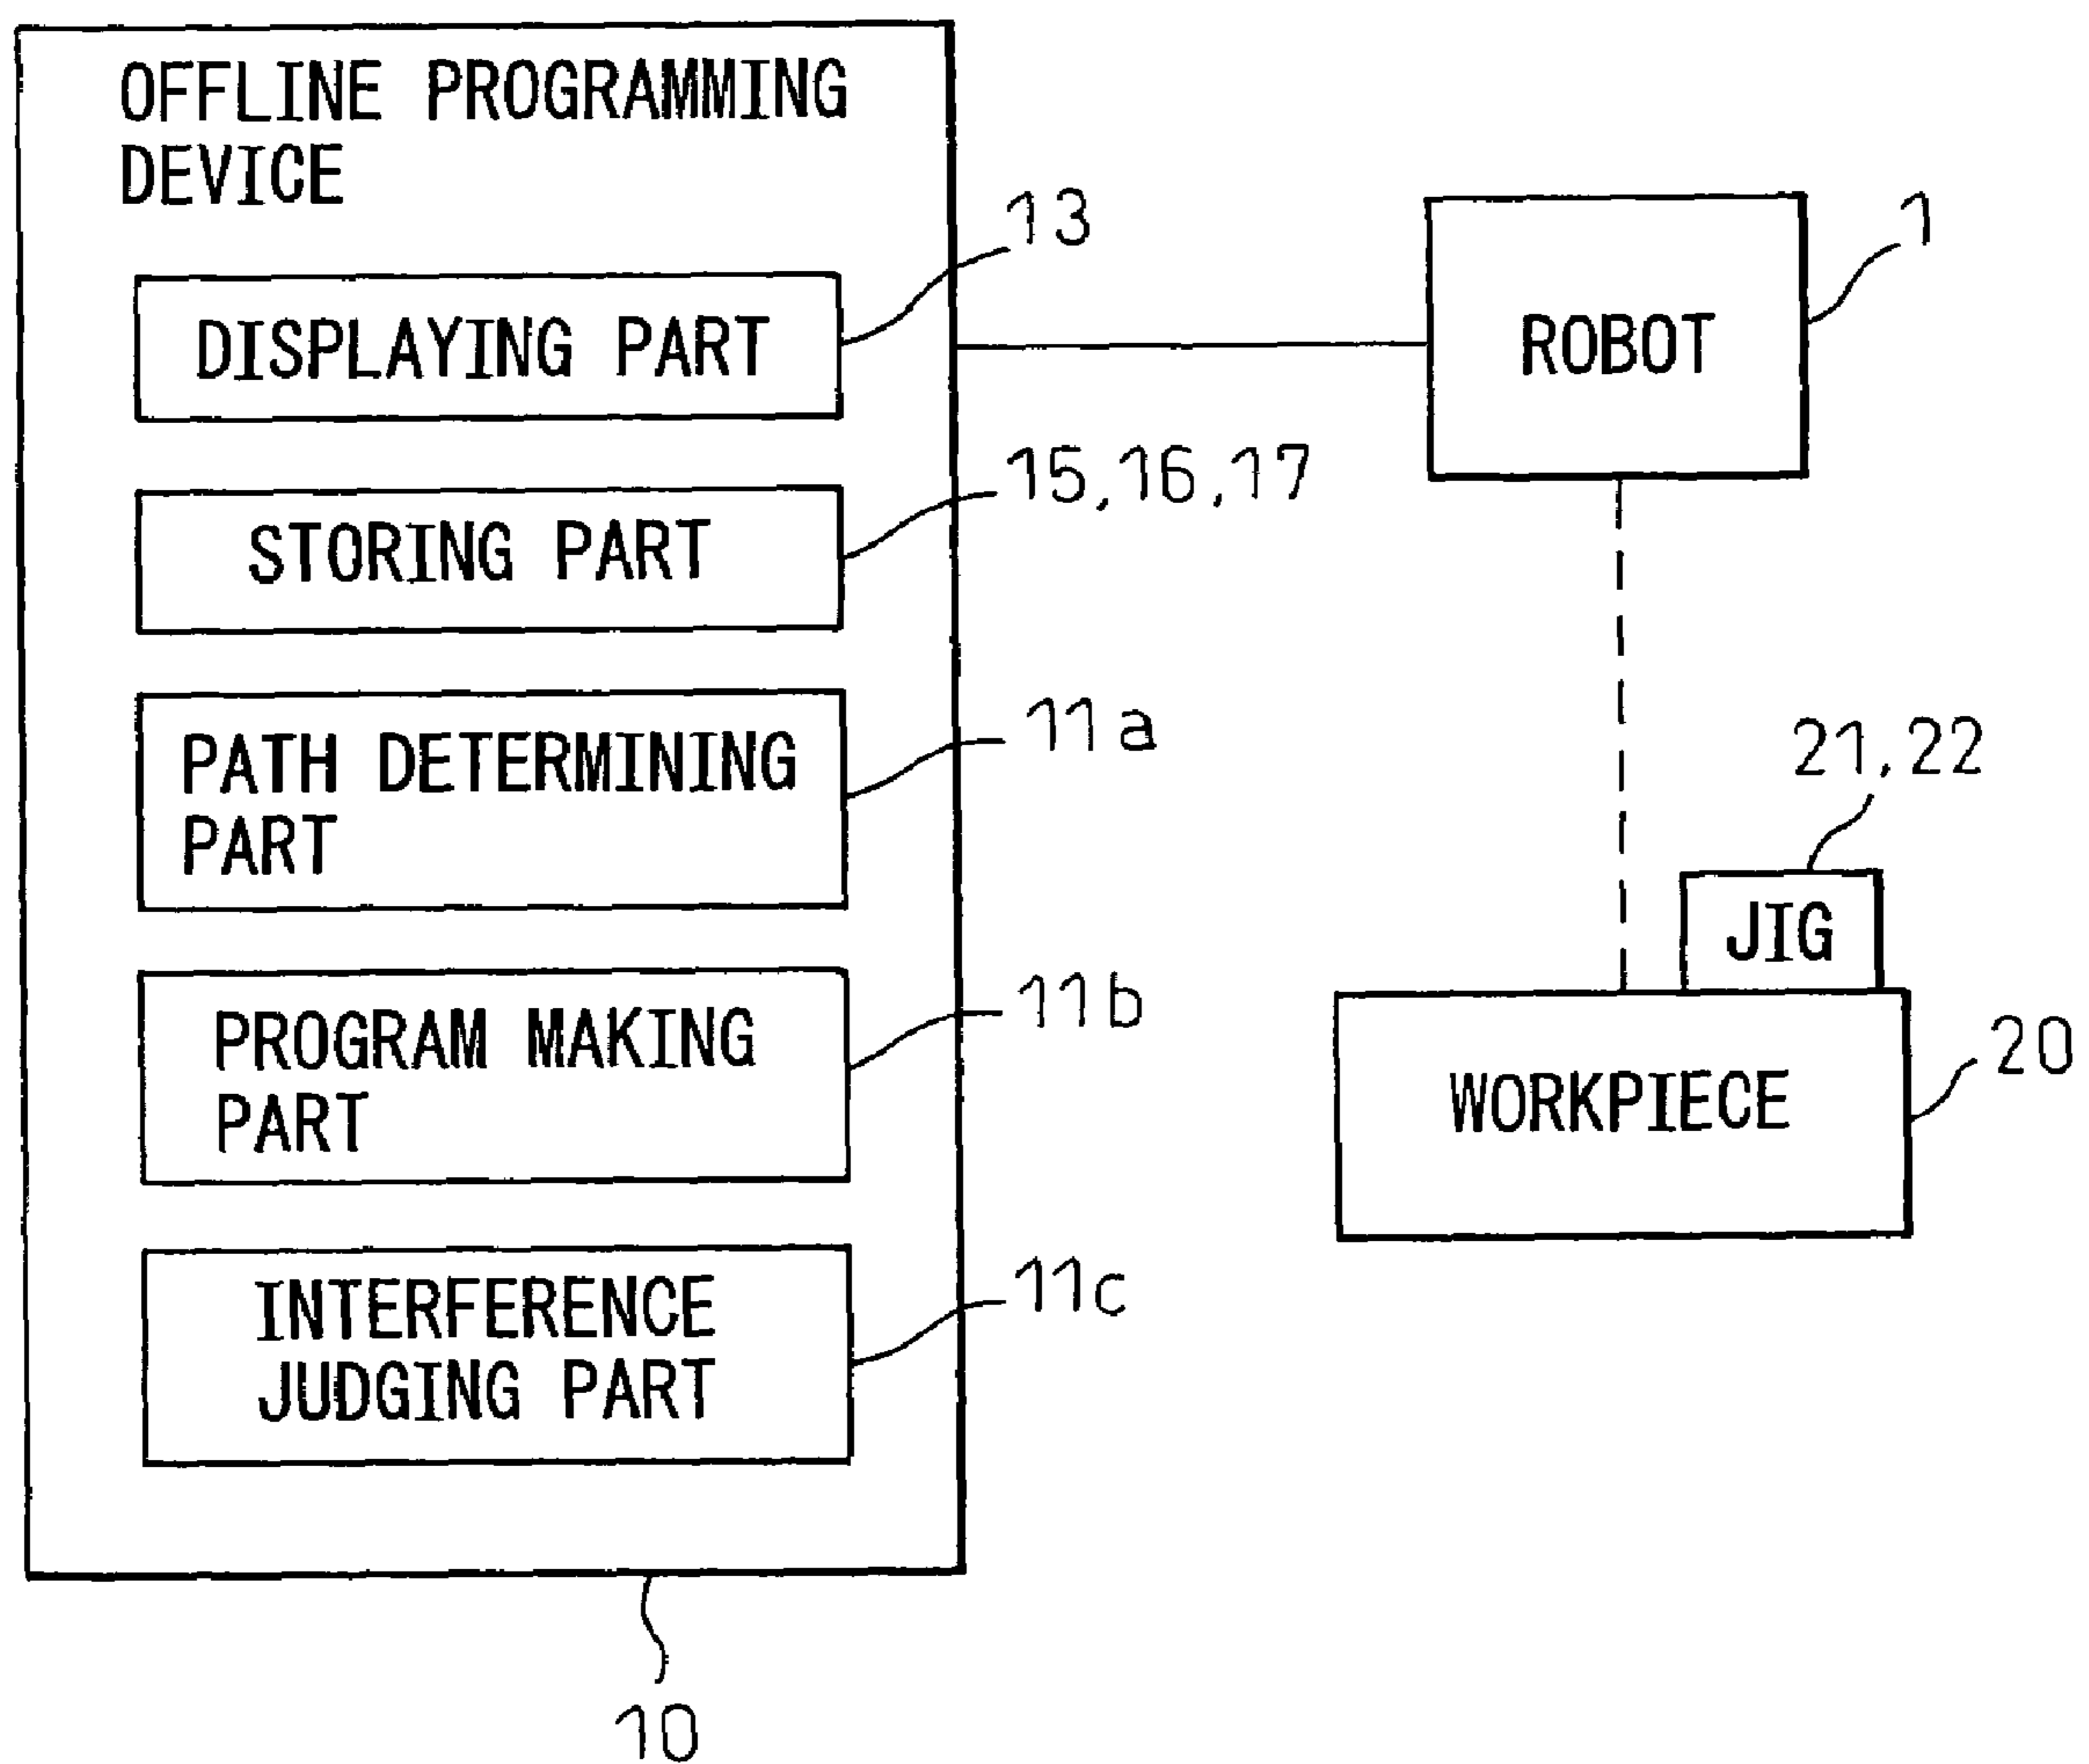 OFFLINE PROGRAMMING
DEVICE
13
DISPLAYING PART
15,16,17
STORING PART
11a
PATH DETERMINING
PART
11b
PROGRAM MAKING
PART
11c
INTERFERENCE
JUDGING PART
10
1
ROBOT
21,22
JIG
20
WORKPIECE